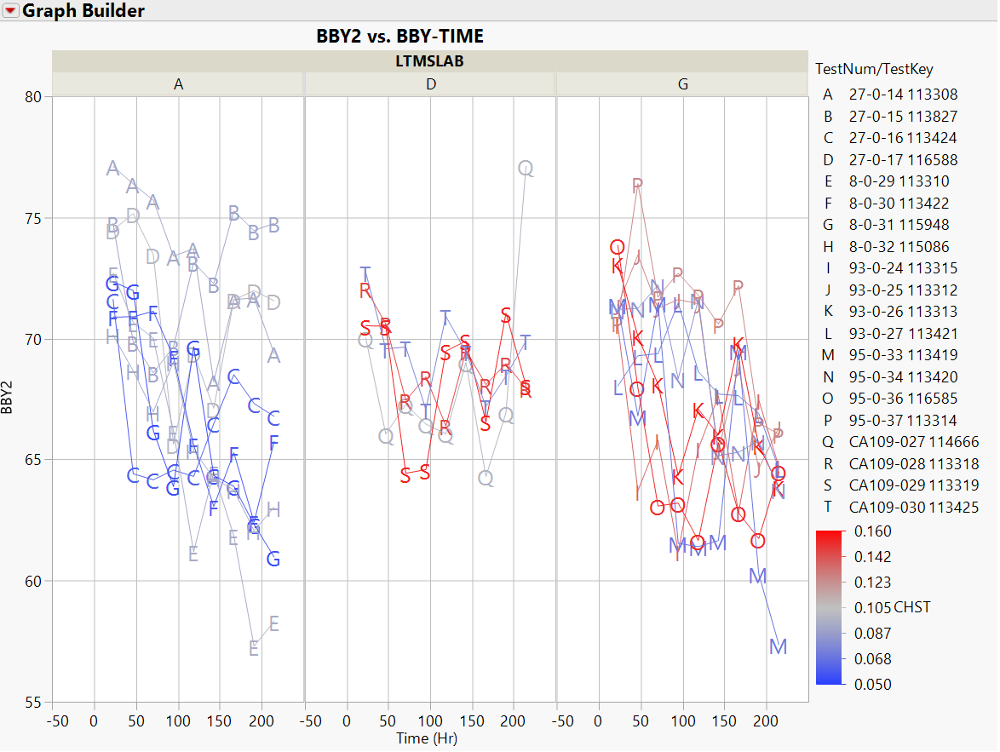 Graph Builder
BBY2 vs. BBY-TIME
LTMSLAB
A D G
80
75
70
65
60
55
BBY2
-50 0 50 100 150 200 -50 0 50 100 150 200 -50 0 50 100 150 200
Time (Hr)
TestNum/TestKey
A 27-0-14 113308
B 27-0-15 113827
C 27-0-16 113424
D 27-0-17 116588
E 8-0-29 113310
F 8-0-30 113422
G 8-0-31 115948
H 8-0-32 115086
I 93-0-24 113315
J 93-0-25 113312
K 93-0-26 113313
L 93-0-27 113421
M 95-0-33 113419
N 95-0-34 113420
O 95-0-36 116585
P 95-0-37 113314
Q CA109-027 114666
R CA109-028 113318
S CA109-029 113319
T CA109-030 113425
0.160
0.142
0.123
0.105 CHST
0.087
0.068
0.050